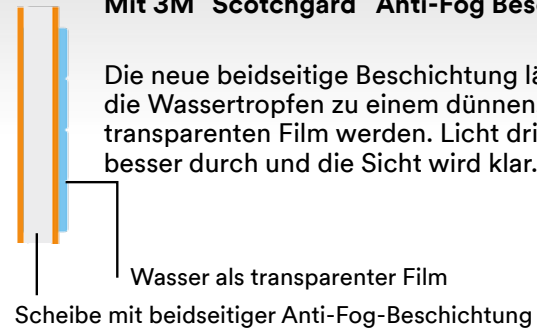 Mit 3M Scotchgard Anti-Fog
Die neue beidseitige Beschichtung
die Wassertropfen zu einem dünnen
transparenten Film werden. Licht
besser durch und die Sicht wird klar.
Wasser als transparenter Film
Scheibe mit beidseitiger Anti-Fog-Beschichtung